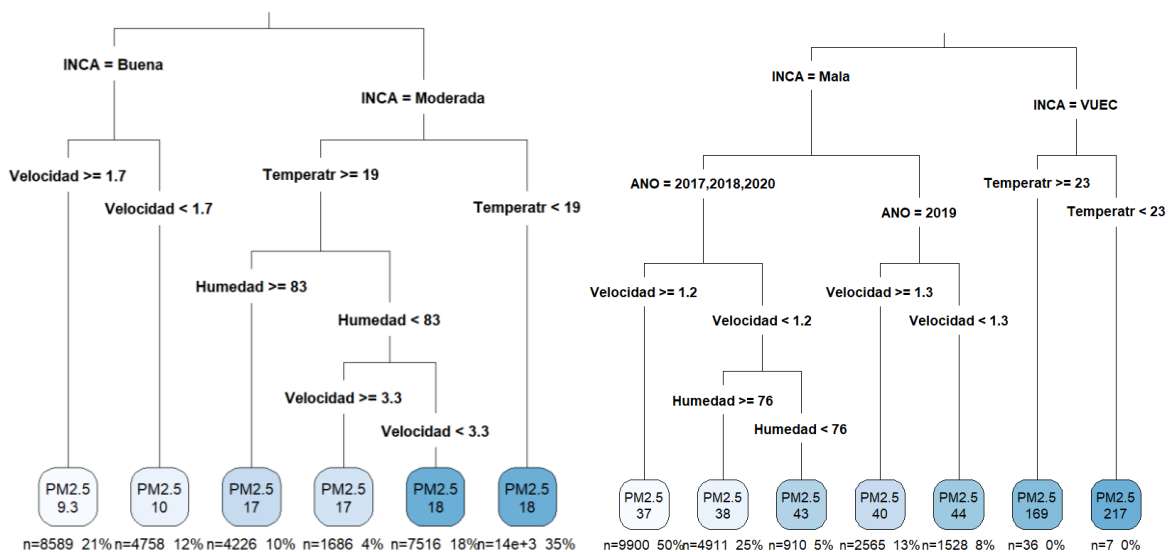 INCA = Buena
INCA = Moderada
Velocidad >= 1.7
Velocidad < 1.7
Temperatr >= 19
Temperatr < 19
Humedad >= 83
Humedad < 83
Velocidad >= 3.3
Velocidad < 3.3
PM2.5
9.3
PM2.5
10
PM2.5
17
PM2.5
17
PM2.5
18
PM2.5
18
n=8589 21% n=4758 12% n=4226 10% n=1686 4% n=7516 18% n=14e+3 35%
INCA = Mala
INCA = VUEC
ANO = 2017,2018,2020
ANO = 2019
Temperatr >= 23
Temperatr < 23
Velocidad >= 1.2
Velocidad < 1.2
Velocidad >= 1.3
Velocidad < 1.3
Humedad >= 76
Humedad < 76
PM2.5
37
PM2.5
38
PM2.5
43
PM2.5
40
PM2.5
44
PM2.5
169
PM2.5
217
n=9900 50% n=4911 25% n=910 5% n=2565 13% n=1528 8% n=36 0% n=7 0%